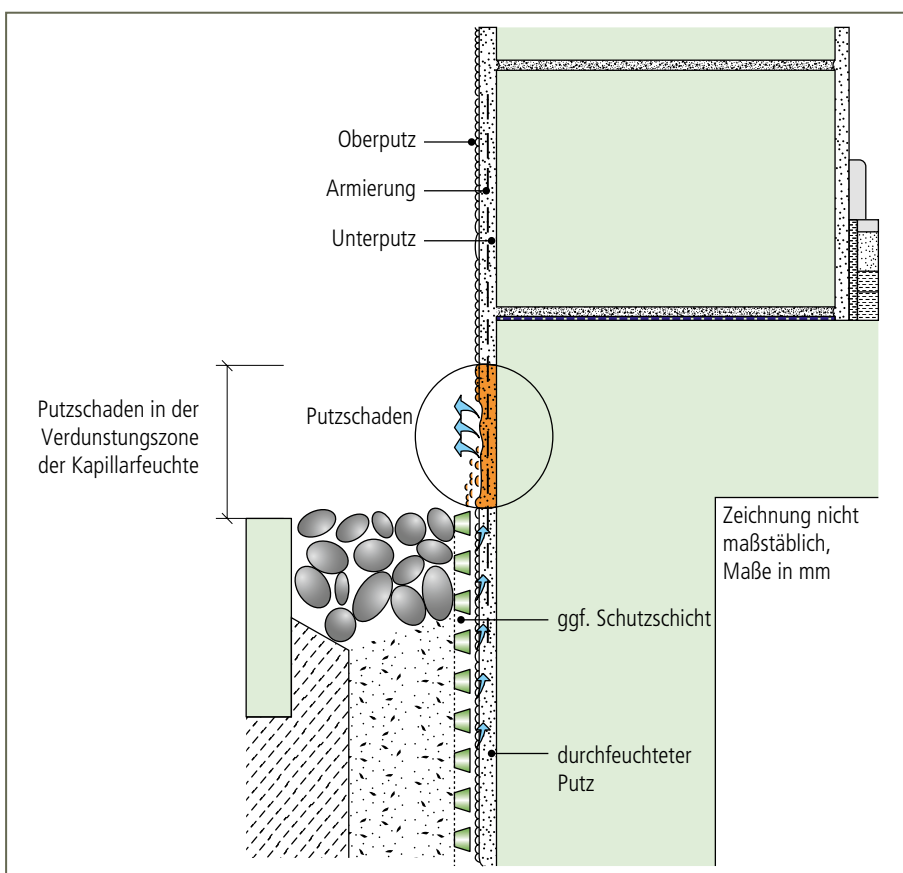 Oberputz
Armierung
Unterputz
Putzschaden in der
Verdunstungszone
der Kapillarfeuchte
Putzschaden
Zeichnung nicht
maßstäblich,
Maße in mm
ggf. Schutzschicht
durchfeuchteter
Putz